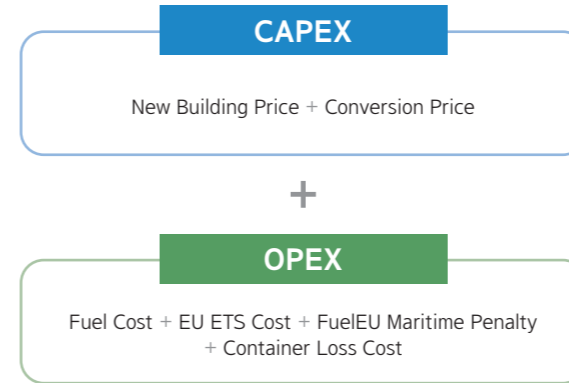 CAPEX
New Building Price + Conversion Price
+
OPEX
Fuel Cost + EU ETS Cost + FuelEU Maritime Penalty
+ Container Loss Cost